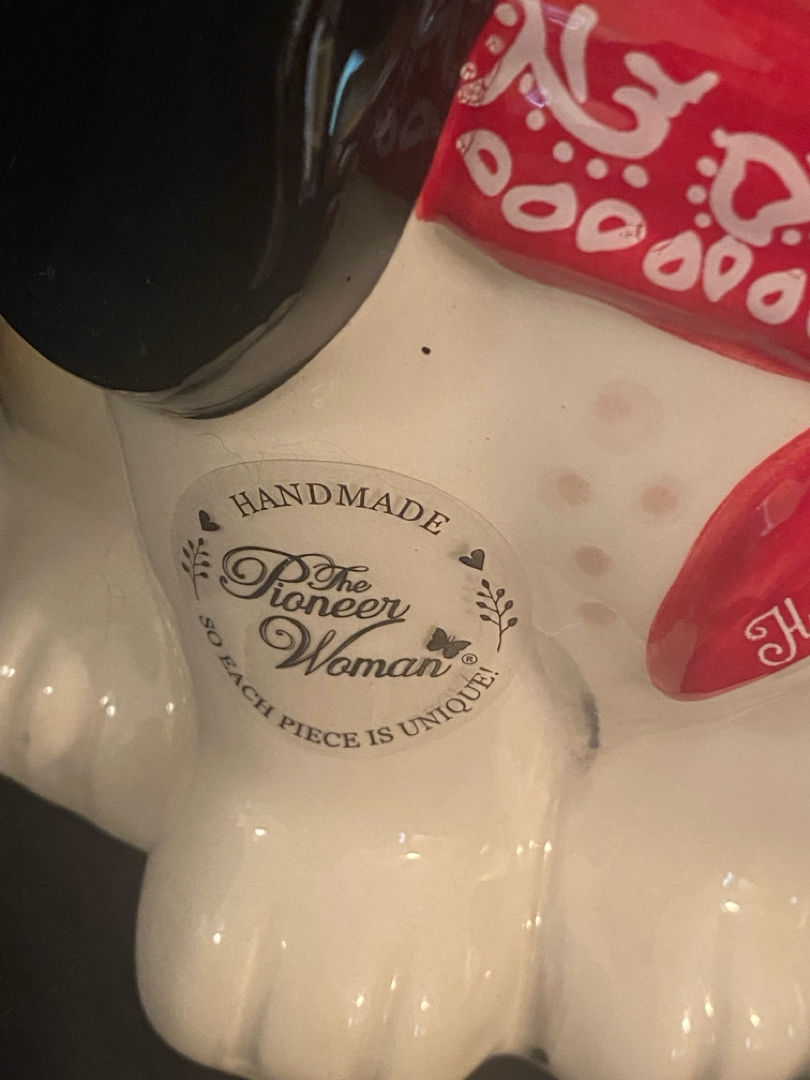 HANDMADE
The
Pioneer
Woman®
SO EACH PIECE IS UNIQUE!
H